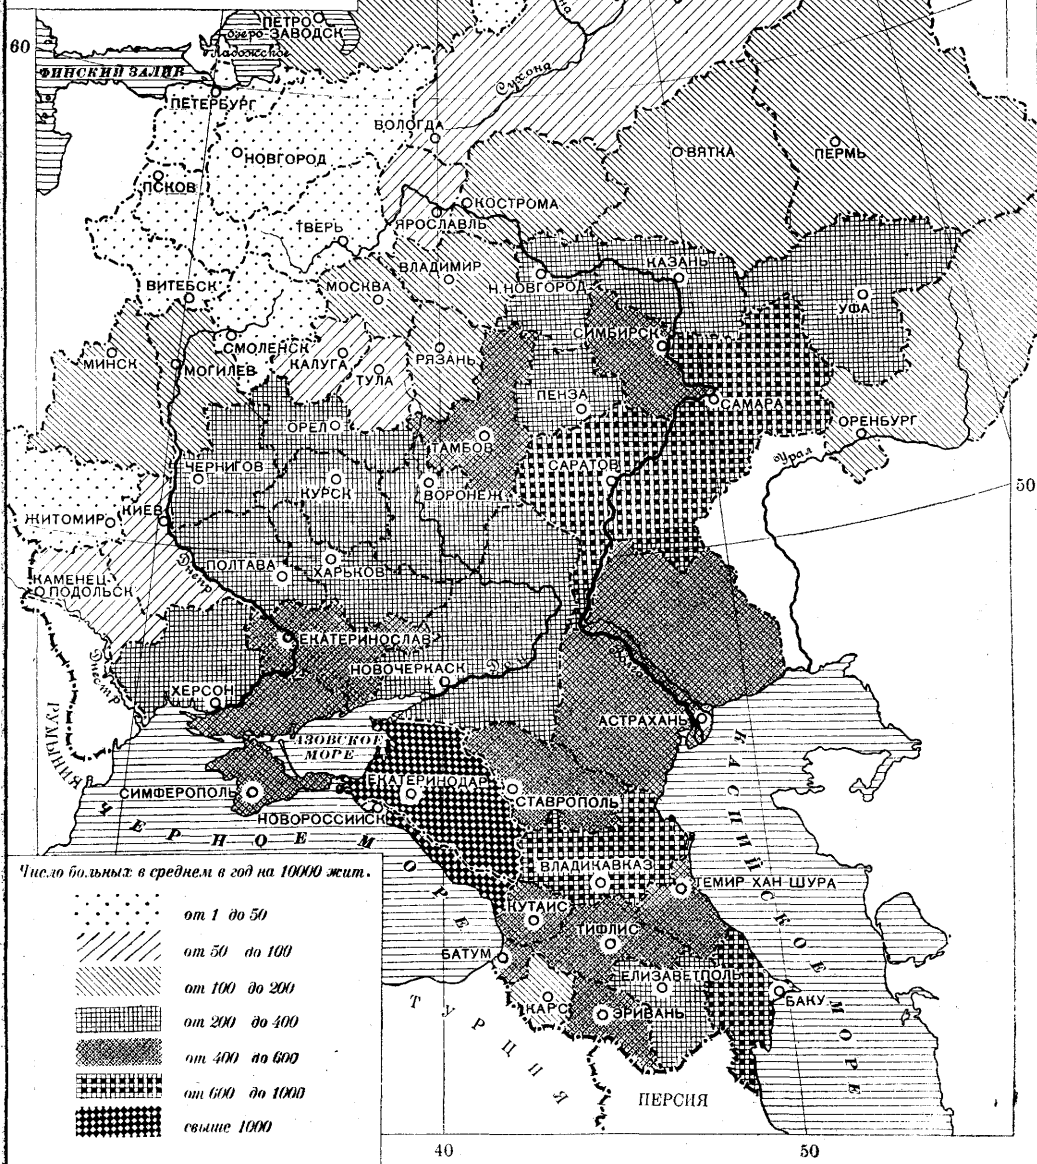 60
ПЕТРО-
ЗАВОДСК
озеро
Ладожское
ФИНСКИЙ ЗАЛИВ
ПЕТЕРБУРГ
Сухона
ВОЛОГДА
НОВГОРОД
ВЯТКА
ПЕРМЬ
ПСКОВ
КОСТРОМА
ЯРОСЛАВЛЬ
ТВЕРЬ
ВЛАДИМИР
КАЗАНЬ
МОСКВА
Н.НОВГОРОД
ВИТЕБСК
УФА
СИМБИРСК
СМОЛЕНСК
МИНСК
МОГИЛЕВ
КАЛУГА
РЯЗАНЬ
ТУЛА
ПЕНЗА
САМАРА
ОРЕЛ
ОРЕНБУРГ
ТАМБОВ
Урал
ЧЕРНИГОВ
САРАТОВ
КУРСК
ВОРОНЕЖ
50
ЖИТОМИР
КИЕВ
ПОЛТАВА
ХАРЬКОВ
Днепр
КАМЕНЕЦ-
ПОДОЛЬСК
ЕКАТЕРИНОСЛАВ
НОВОЧЕРКАСК
Д
Волга
Днестр
ХЕРСОН
АСТРАХАНЬ
РУМЫНИЯ
АЗОВСКОЕ
МОРЕ
ЕКАТЕРИНОДАР
СИМФЕРОПОЛЬ
СТАВРОПОЛЬ
НОВОРОССИЙСК
ЧЕРНОЕ МОРЕ
КАСПИЙСКОЕ МОРЕ
ВЛАДИКАВКАЗ
ТЕМИР-ХАН-ШУРА
КУТАИС
ТИФЛИС
БАТУМ
ЕЛИЗАВЕТПОЛЬ
КАРС
ЭРИВАНЬ
БАКУ
ТУРЦИЯ
ПЕРСИЯ
Число больных в среднем в год на 10000 жит.
от 1 до 50
от 50 до 100
от 100 до 200
от 200 до 400
от 400 до 600
от 600 до 1000
свыше 1000
40
50